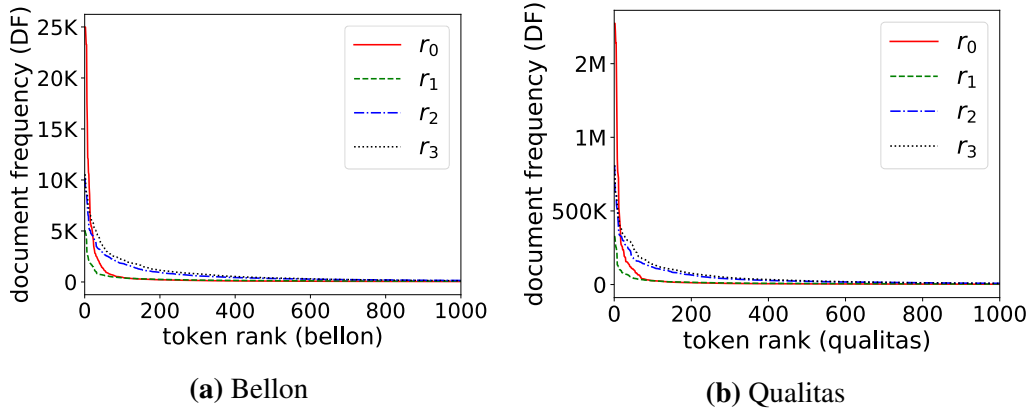 document frequency (DF)
25K
20K
15K
10K
5K
0
r0
r1
r2
r3
0 200 400 600 800 1000
token rank (bellon)
(a) Bellon
document frequency (DF)
2M
1M
500K
0
r0
r1
r2
r3
0 200 400 600 800 1000
token rank (qualitas)
(b) Qualitas